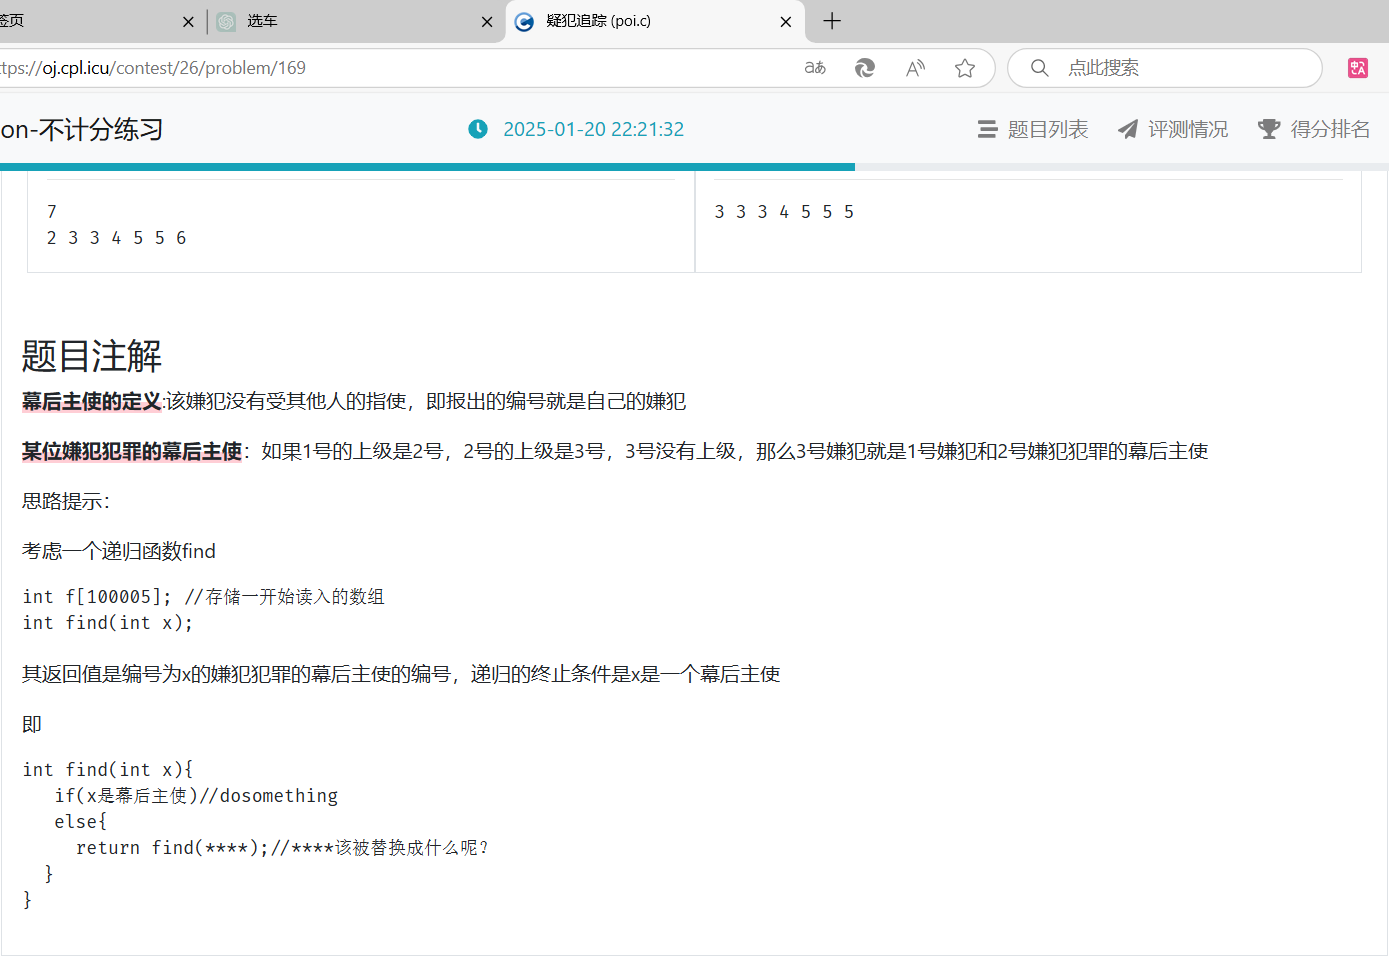 签页
选车
疑犯追踪 (poi.c)
ttps://oj.cpl.icu/contest/26/problem/169
点此搜索
on-不计分练习
2025-01-20 22:21:32
题目列表
评测情况
得分排名
7
2 3 3 4 5 5 6
3 3 3 4 5 5 5
题目注解
幕后主使的定义:该嫌犯没有受其他人的指使，即报出的编号就是自己的嫌犯
某位嫌犯犯罪的幕后主使：如果1号的上级是2号，2号的上级是3号，3号没有上级，那么3号嫌犯就是1号嫌犯和2号嫌犯犯罪的幕后主使
思路提示：
考虑一个递归函数find
int f[100005]; //存储一开始读入的数组
int find(int x);
其返回值是编号为x的嫌犯犯罪的幕后主使的编号，递归的终止条件是x是一个幕后主使
即
int find(int x){
if(x是幕后主使)//dosomething
else{
return find(****);//****该被替换成什么呢?
}
}